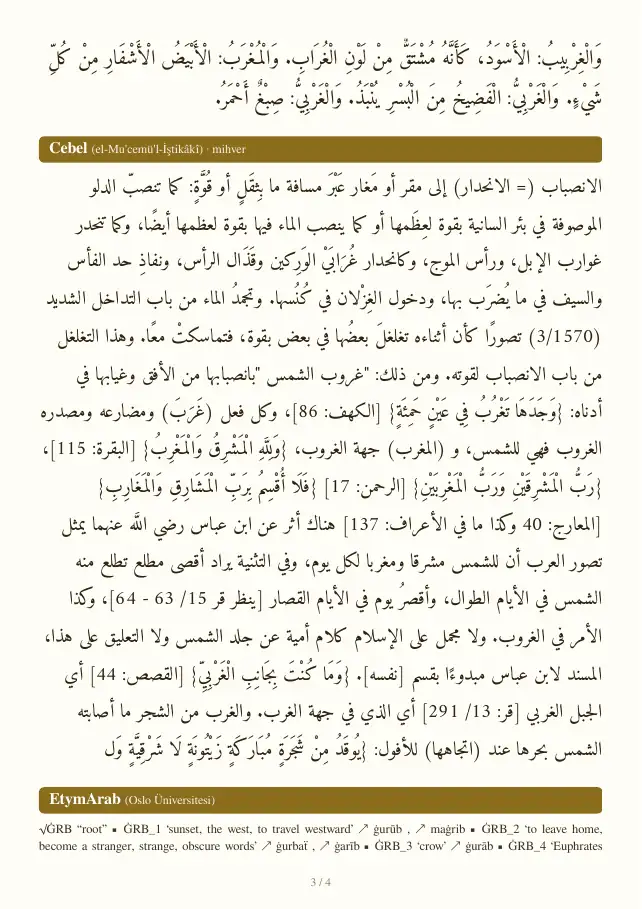 وَالْغِرْبِيبُ: الْأَسْوَدُ، كَأَنَّهُ مُشْتَقٌّ مِنْ لَوْنِ الْغُرَابِ. وَالْمُغْرَبُ: الْأَبْيَضُ الْأَشْفَارِ مِنْ كُلِّ
شَيْءٍ. وَالْغَرْبِيُّ: الْفَضِيخُ مِنَ الْبُسْرِ يُنْبَذُ. وَالْغَرْبِيُّ: صِبْغٌ أَحْمَرُ.
Cebel (el-Mu'cemü'l-İştikâkî) · mihver
الانصباب (= الانحدار) إلى مقر أو مَغار عَبْرَ مسافة ما بِثِقَلٍ أو قُوَّةٍ: كما تنصبّ الدلو
الموصوفة في بئر السانية بقوة لعِظَمها أو كما ينصب الماء فيها بقوة لعظمها أيضًا، وكما تنحدر
غوارب الإبل، ورأس الموج، وكانحدار غُرَابَيْ الوَرِكين وقَذَال الرأس، ونفاذِ حد الفأس
والسيف في ما يُضرَب بها، ودخول الغِزْلان في كُنُسها. وتجمدُ الماء من باب التداخل الشديد
(3/1570) تصورًا كأن أثناءه تغلغلَ بعضُها في بعض بقوة، فتماسكتْ معًا. وهذا التغلغل
من باب الانصباب لقوته. ومن ذلك: "غروب الشمس "بانصبابها من الأفق وغيابها في
أدناه: {وَجَدَهَا تَغْرُبُ فِي عَيْنٍ حَمِئَةٍ} [الكهف: 86]، وكل فعل (غَرَبَ) ومضارعه ومصدره
الغروب فهي للشمس، و (المغرب) جهة الغروب، {وَلِلَّهِ الْمَشْرِقُ وَالْمَغْرِبُ} [البقرة: 115]،
{رَبُّ الْمَشْرِقَيْنِ وَرَبُّ الْمَغْرِبَيْنِ} [الرحمن: 17] {فَلَا أُقْسِمُ بِرَبِّ الْمَشَارِقِ وَالْمَغَارِبِ}
[المعارج: 40 وكذا ما في الأعراف: 137] هناك أثر عن ابن عباس رضي الله عنهما يمثل
تصور العرب أن للشمس مشرقا ومغربا لكل يوم، وفي التثنية يراد أقصى مطلع تطلع منه
الشمس في الأيام الطوال، وأقصرُ يوم في الأيام القصار [ينظر قر 15/ 63 - 64]، وكذا
الأمر في الغروب. ولا مجمل على الإسلام كلام أمية عن جلد الشمس ولا التعليق على هذا،
المسند لابن عباس مبدوءًا بقسم [نفسه]. {وَمَا كُنْتَ بِجَانِبِ الْغَرْبِيِّ} [القصص: 44] أي
الجبل الغربي [قر: 13/ 291] أي الذي في جهة الغرب. والغرب من الشجر ما أصابته
الشمس بحرها عند (اتجاهها) للأفول: {يُوقَدُ مِنْ شَجَرَةٍ مُبَارَكَةٍ زَيْتُونَةٍ لَا شَرْقِيَّةٍ وَل
EtymArab (Oslo Üniversitesi)
√ĠRB “root” ▪ ĠRB_1 ‘sunset, the west, to travel westward’ ↗ ġurūb , ↗ maġrib ▪ ĠRB_2 ‘to leave home,
become a stranger, strange, obscure words’ ↗ ġurbaẗ , ↗ ġarīb ▪ ĠRB_3 ‘crow’ ↗ ġurāb ▪ ĠRB_4 ‘Euphrates
3 / 4